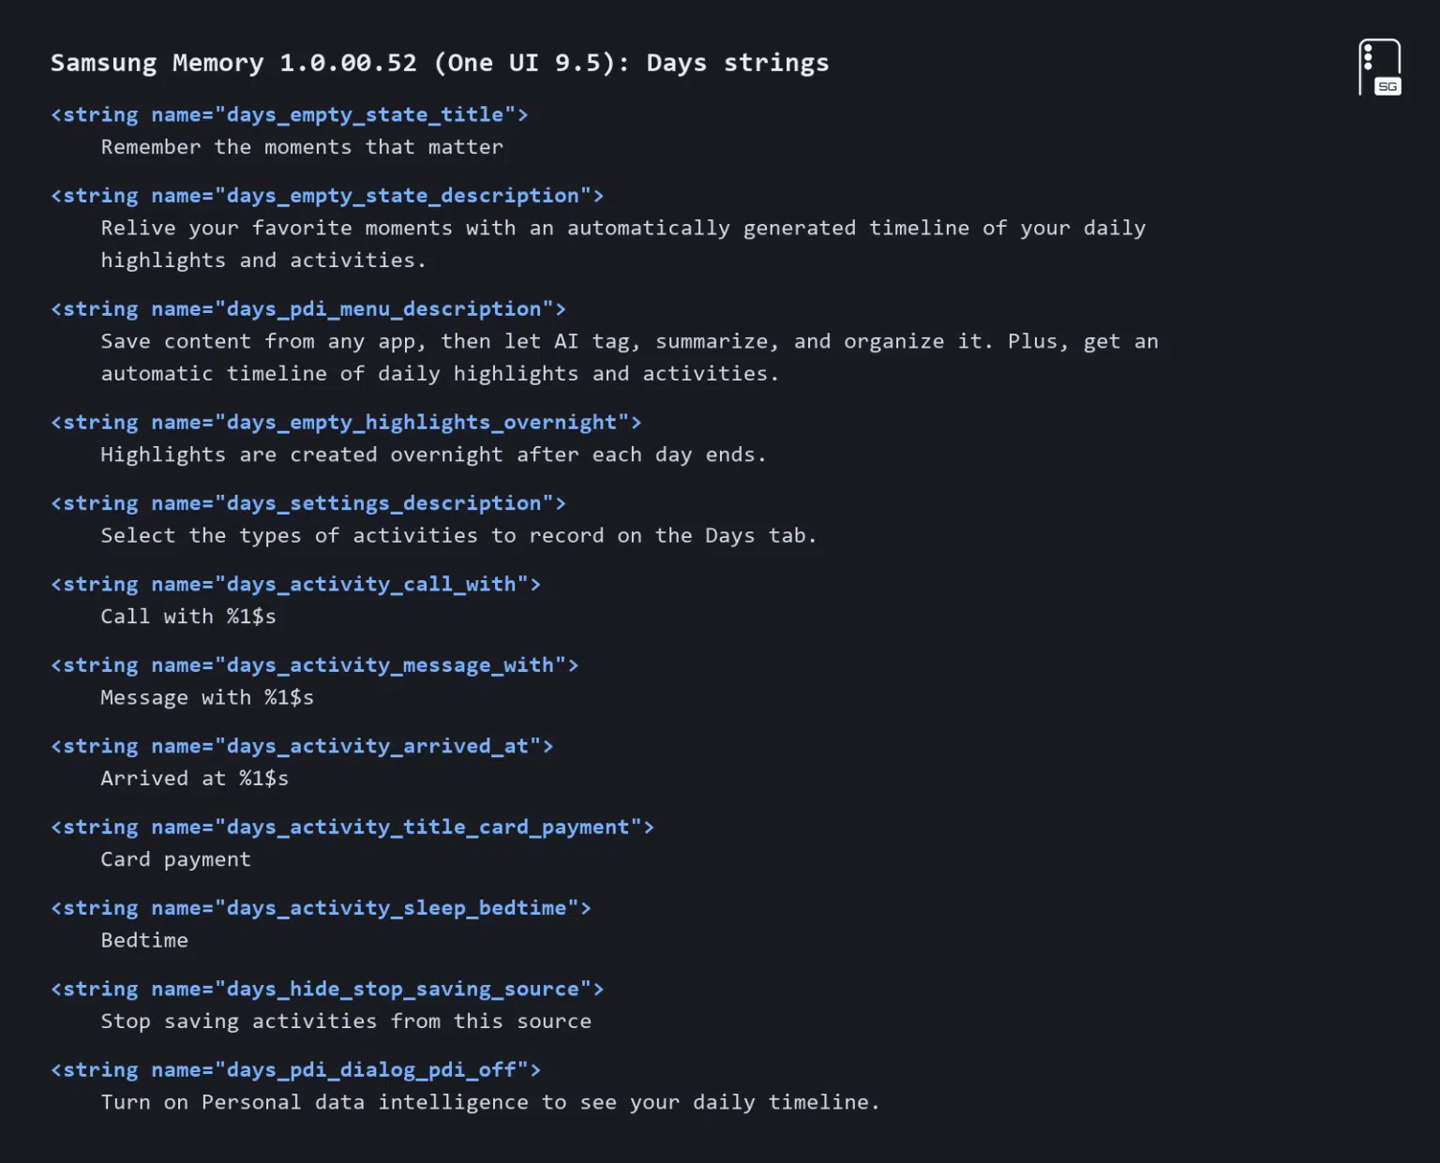 Samsung Memory 1.0.00.52 (One UI 9.5): Days strings
SG
<string name="days_empty_state_title">
Remember the moments that matter
<string name="days_empty_state_description">
Relive your favorite moments with an automatically generated timeline of your daily
highlights and activities.
<string name="days_pdi_menu_description">
Save content from any app, then let AI tag, summarize, and organize it. Plus, get an
automatic timeline of daily highlights and activities.
<string name="days_empty_highlights_overnight">
Highlights are created overnight after each day ends.
<string name="days_settings_description">
Select the types of activities to record on the Days tab.
<string name="days_activity_call_with">
Call with %1$s
<string name="days_activity_message_with">
Message with %1$s
<string name="days_activity_arrived_at">
Arrived at %1$s
<string name="days_activity_title_card_payment">
Card payment
<string name="days_activity_sleep_bedtime">
Bedtime
<string name="days_hide_stop_saving_source">
Stop saving activities from this source
<string name="days_pdi_dialog_pdi_off">
Turn on Personal data intelligence to see your daily timeline.